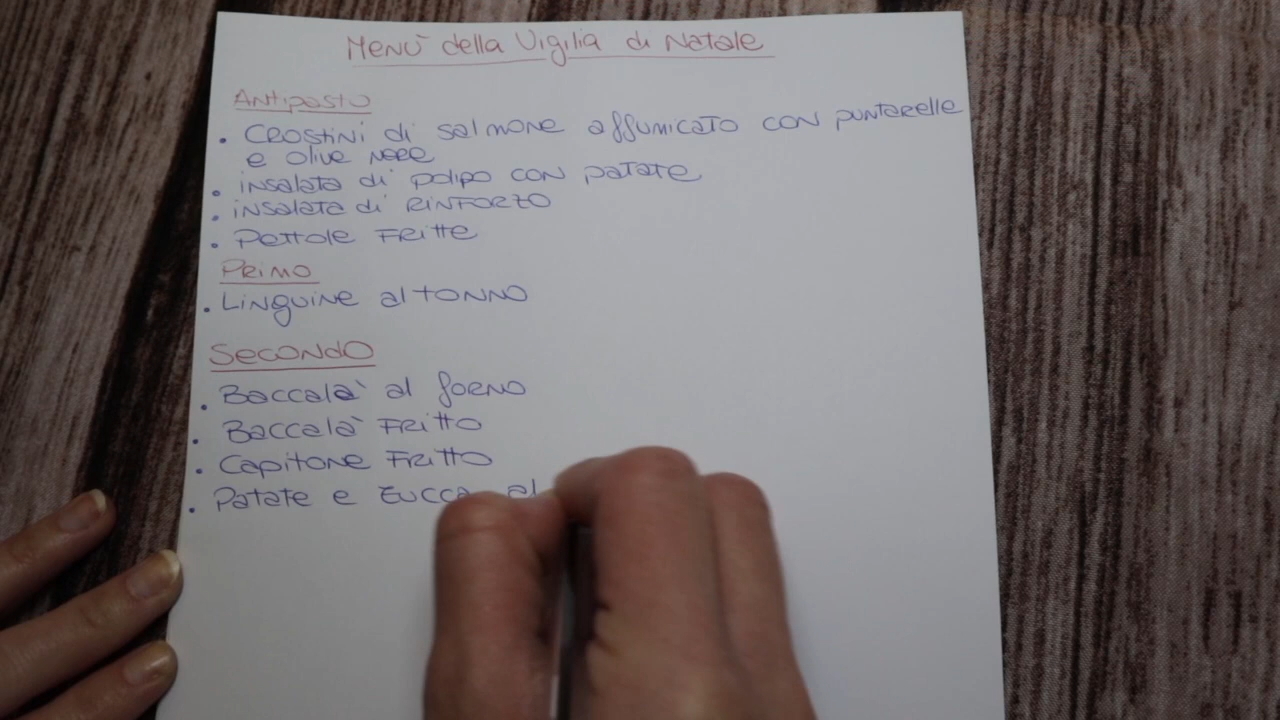 Menù della Vigilia di Natale
Antipasto
• Crostini di salmone affumicato con puntarelle
e olive nere
• insalata di polipo con patate
• insalata di rinforzo
• Pettole Fritte
Primo
• Linguine al tonno
Secondo
• Baccalà al forno
• Baccalà Fritto
• Capitone Fritto
• Patate e zucca al